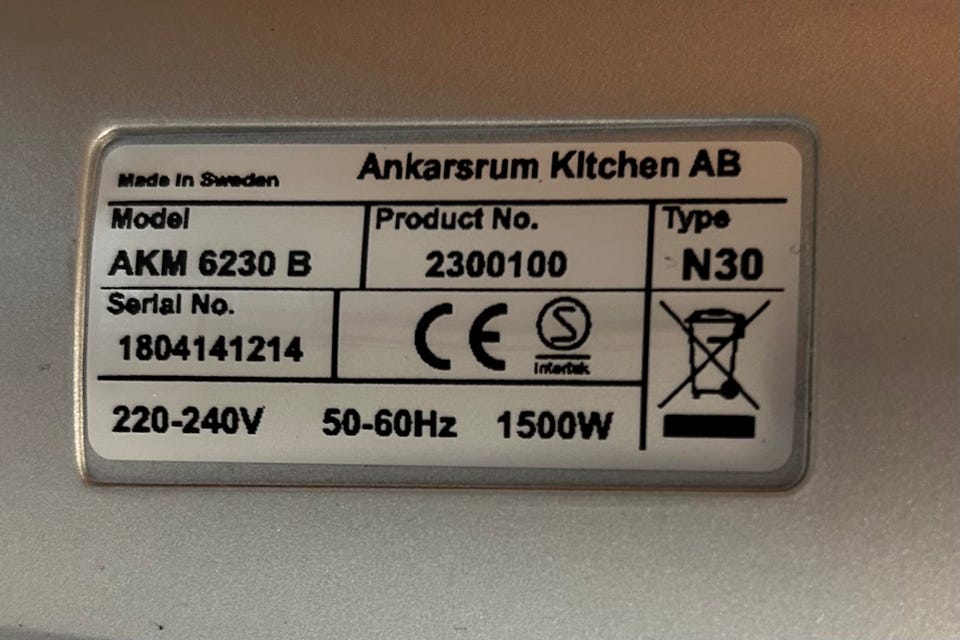 Made in Sweden Ankarsrum Kitchen AB
Model Product No. Type
AKM 6230 B 2300100 N30
Serial No.
1804141214
CE S
Intertek
220-240V 50-60Hz 1500W